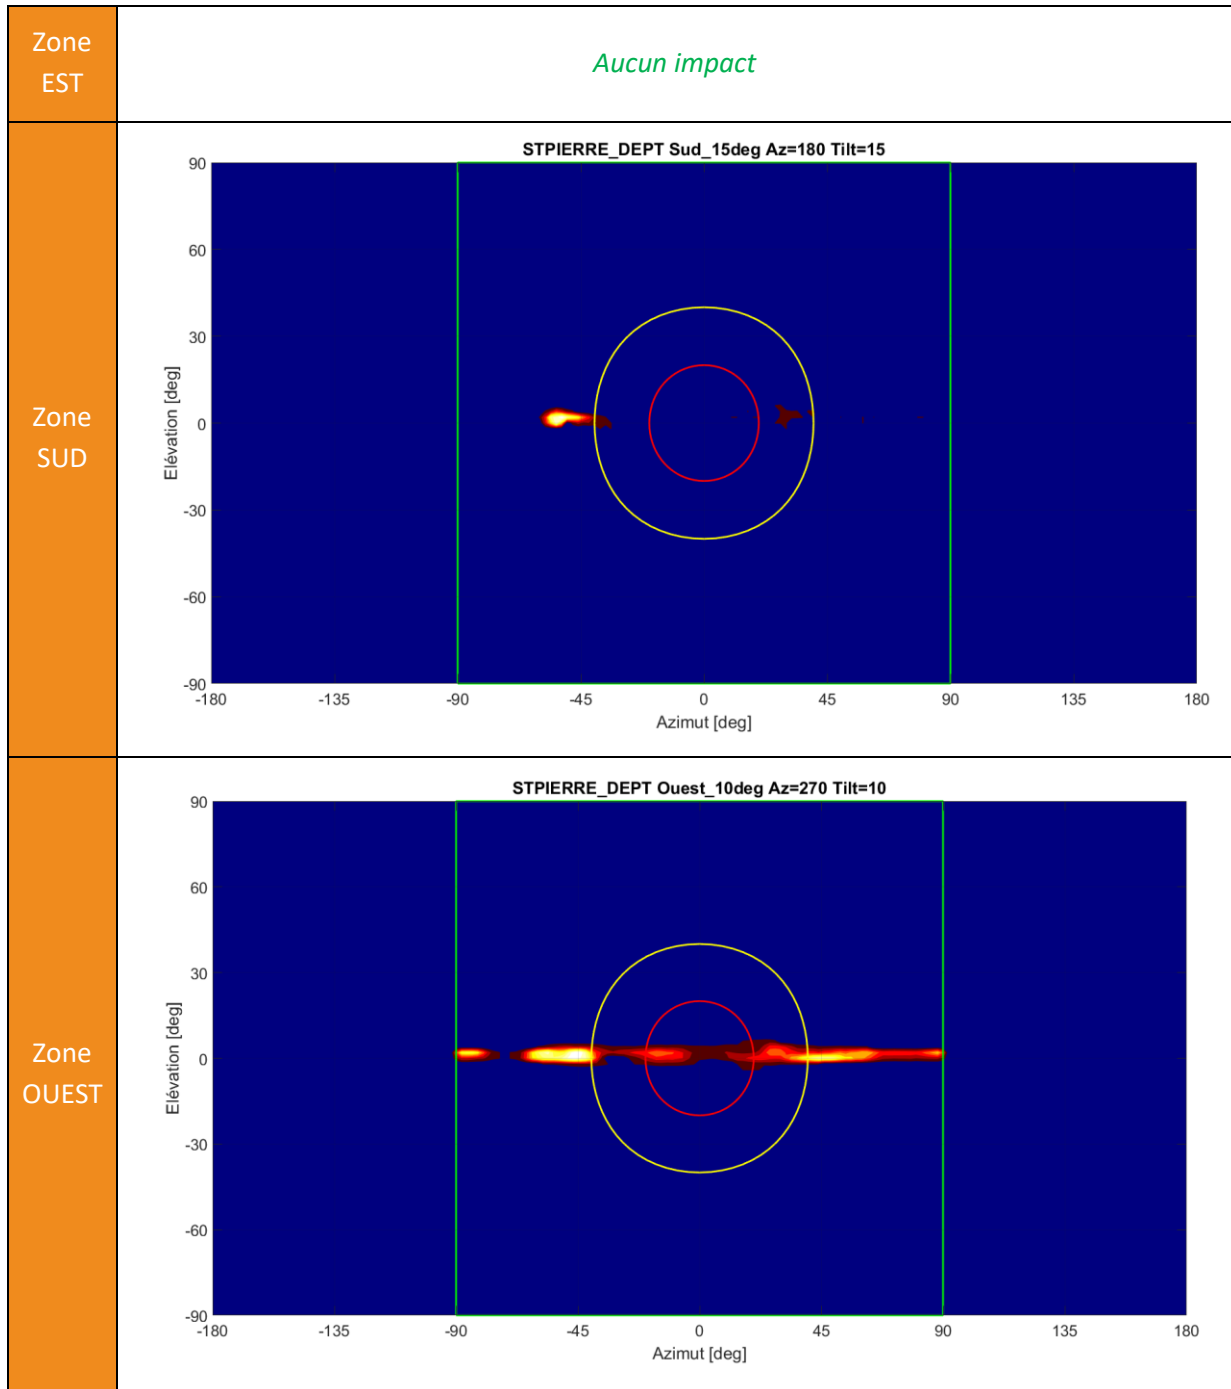 Zone
EST
Aucun impact
Zone
SUD
STPIERRE_DEPT Sud_15deg Az=180 Tilt=15
90
60
30
0
-30
-60
-90
Elévation [deg]
-180 -135 -90 -45 0 45 90 135 180
Azimut [deg]
Zone
OUEST
STPIERRE_DEPT Ouest_10deg Az=270 Tilt=10
90
60
30
0
-30
-60
-90
Elévation [deg]
-180 -135 -90 -45 0 45 90 135 180
Azimut [deg]